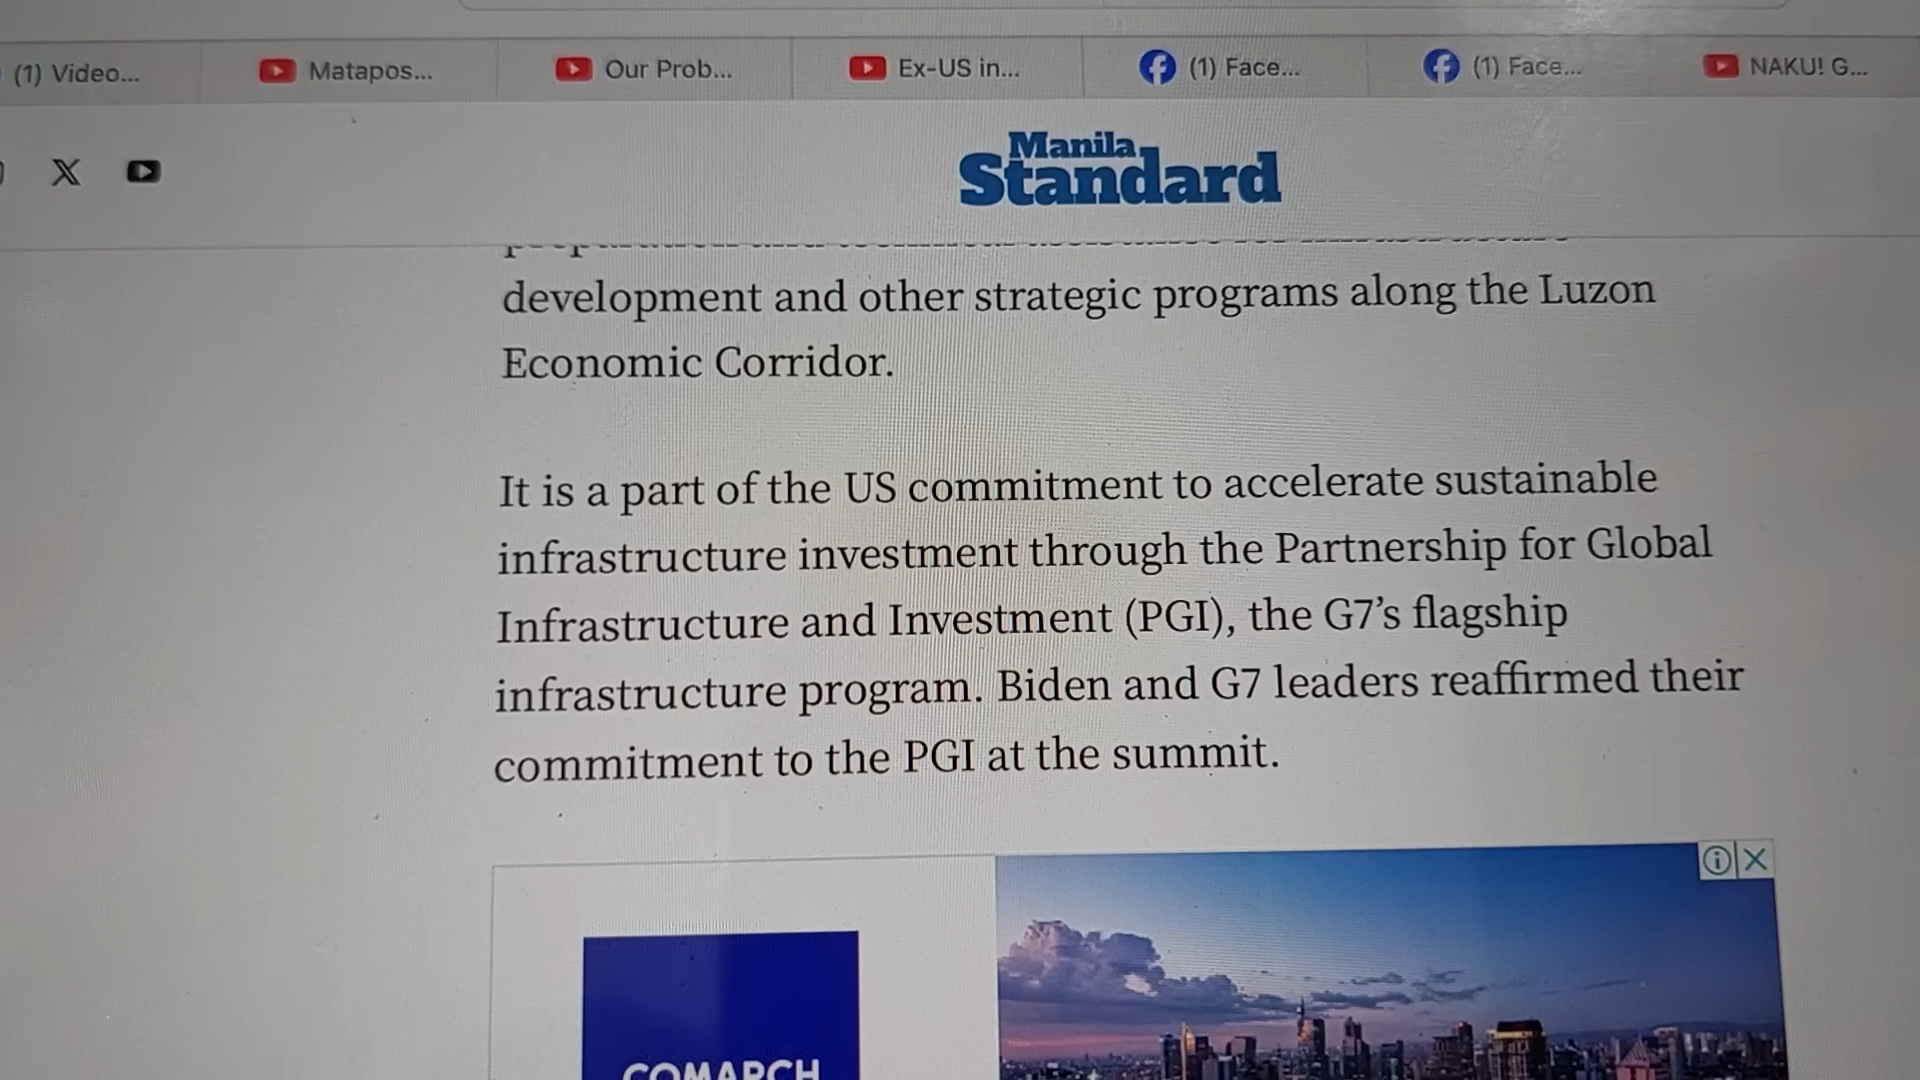 (1) Video...
Matapos...
Our Prob...
Ex-US in...
(1) Face...
(1) Face...
NAKU! G...
Manila
Standard
development and other strategic programs along the Luzon
Economic Corridor.
It is a part of the US commitment to accelerate sustainable
infrastructure investment through the Partnership for Global
Infrastructure and Investment (PGI), the G7’s flagship
infrastructure program. Biden and G7 leaders reaffirmed their
commitment to the PGI at the summit.
COMARCH